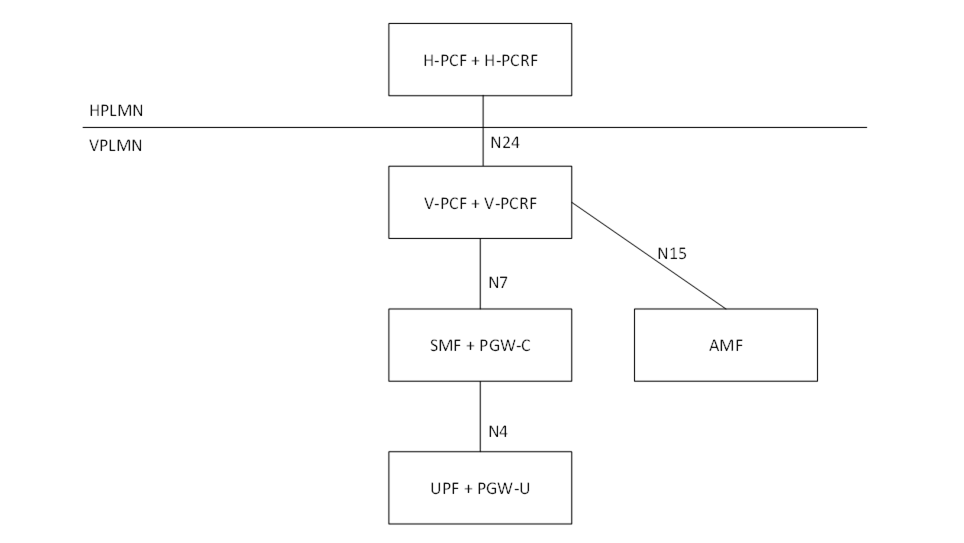 H-PCF + H-PCRF
HPLMN
VPLMN
N24
V-PCF + V-PCRF
N15
N7
SMF + PGW-C
AMF
N4
UPF + PGW-U